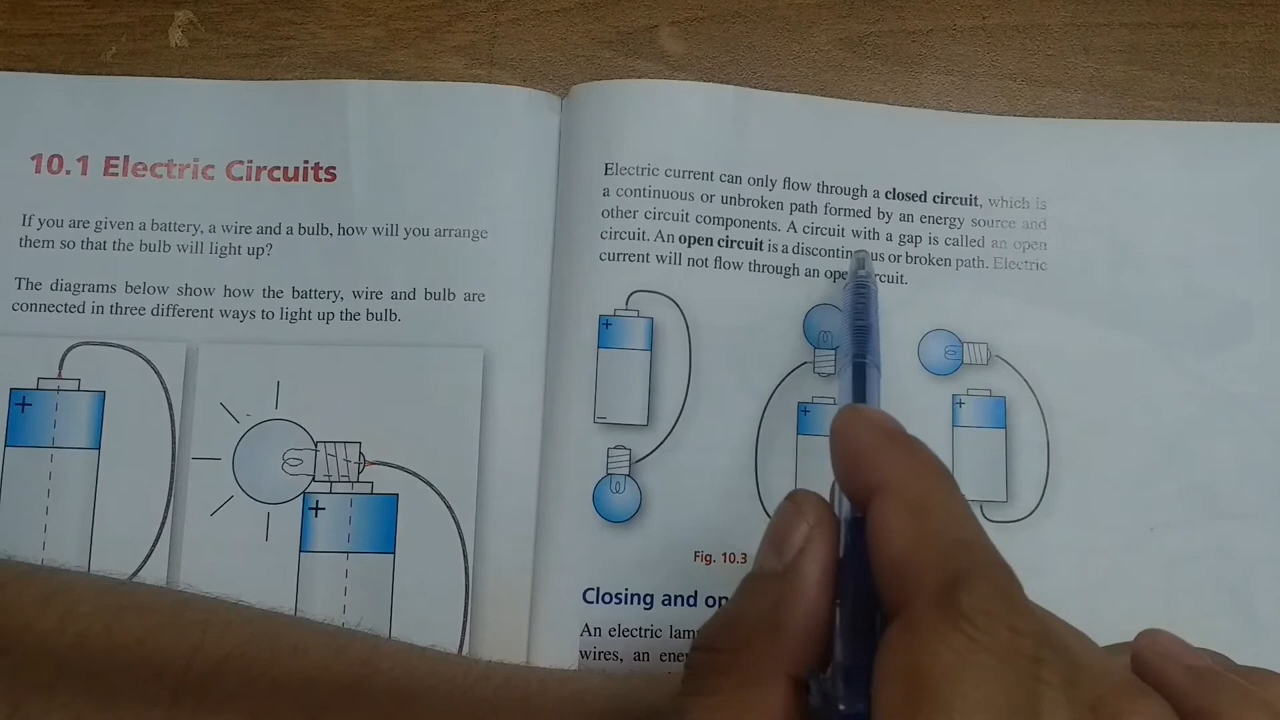 10.1 Electric Circuits
If you are given a battery, a wire and a bulb, how will you arrange
them so that the bulb will light up?
The diagrams below show how the battery, wire and bulb are
connected in three different ways to light up the bulb.
+
+
Electric current can only flow through a closed circuit, which is
a continuous or unbroken path formed by an energy source and
other circuit components. A circuit with a gap is called an open
circuit. An open circuit is a discontin us or broken path. Electric
current will not flow through an ope rcuit.
+
−
+
+
Fig. 10.3
Closing and op
An electric lam
wires, an ene